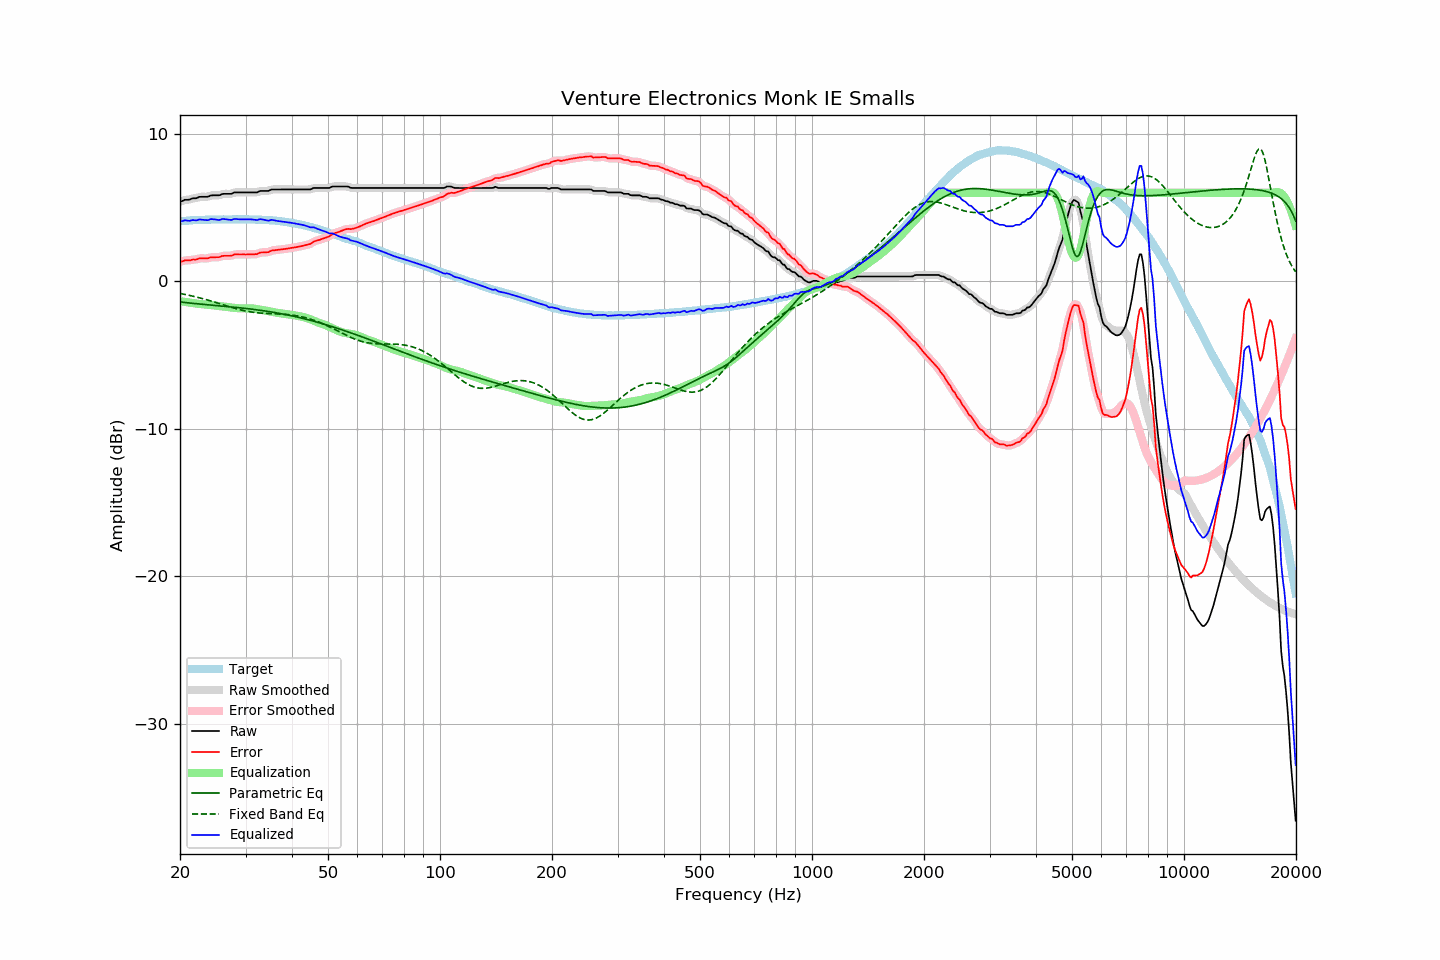 Venture Electronics Monk IE Smalls
Amplitude (dBr)
10
0
−10
−20
−30
Target
Raw Smoothed
Error Smoothed
Raw
Error
Equalization
Parametric Eq
Fixed Band Eq
Equalized
20 50 100 200 500 1000 2000 5000 10000 20000
Frequency (Hz)